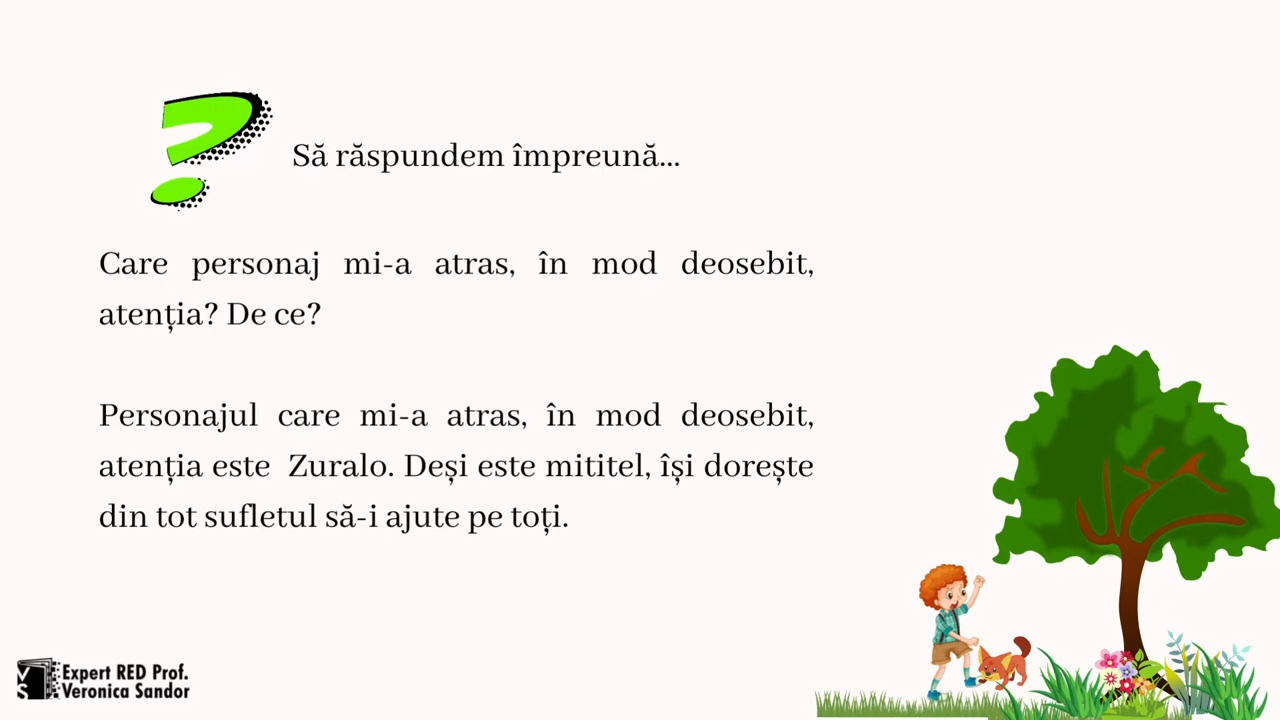 Să răspundem împreună...
Care personaj mi-a atras, în mod deosebit,
atenția? De ce?
Personajul care mi-a atras, în mod deosebit,
atenția este Zuralo. Deși este mititel, își dorește
din tot sufletul să-i ajute pe toți.
Expert RED Prof.
Veronica Sandor